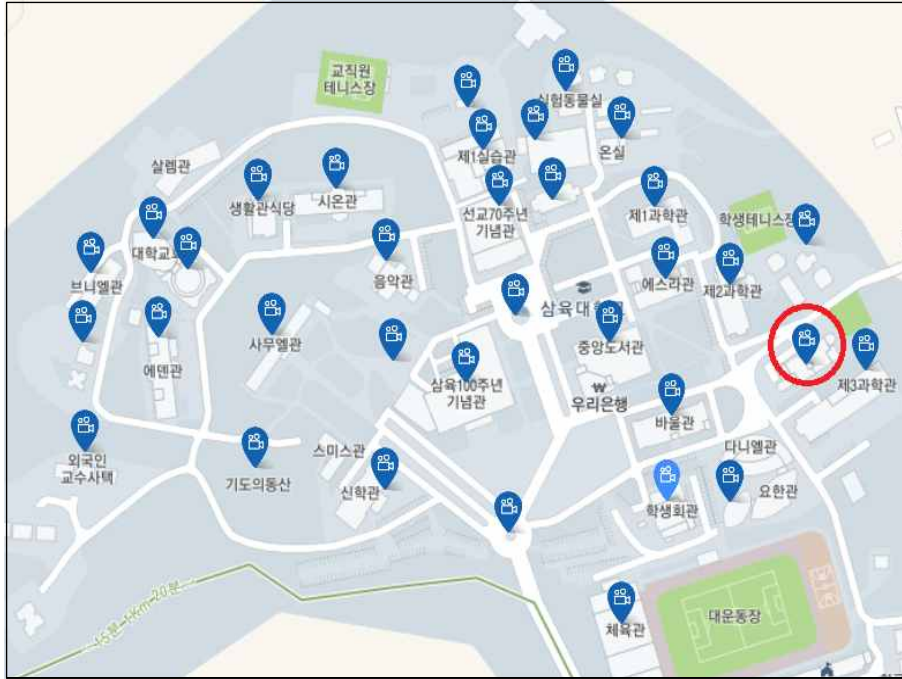 교직원
테니스장
실험동물실
온실
제1실습관
살렘관
생활관식당
시온관
선교70주년
기념관
제1과학관
학생테니스장
대학교회
브니엘관
음악관
에스라관
제2과학관
삼육대학교
사무엘관
중앙도서관
에덴관
삼육100주년
기념관
우리은행
제3과학관
바울관
다니엘관
외국인
교수사택
스미스관
기도의동산
신학관
요한관
학생회관
15분 1Km 20분
체육관
대운동장